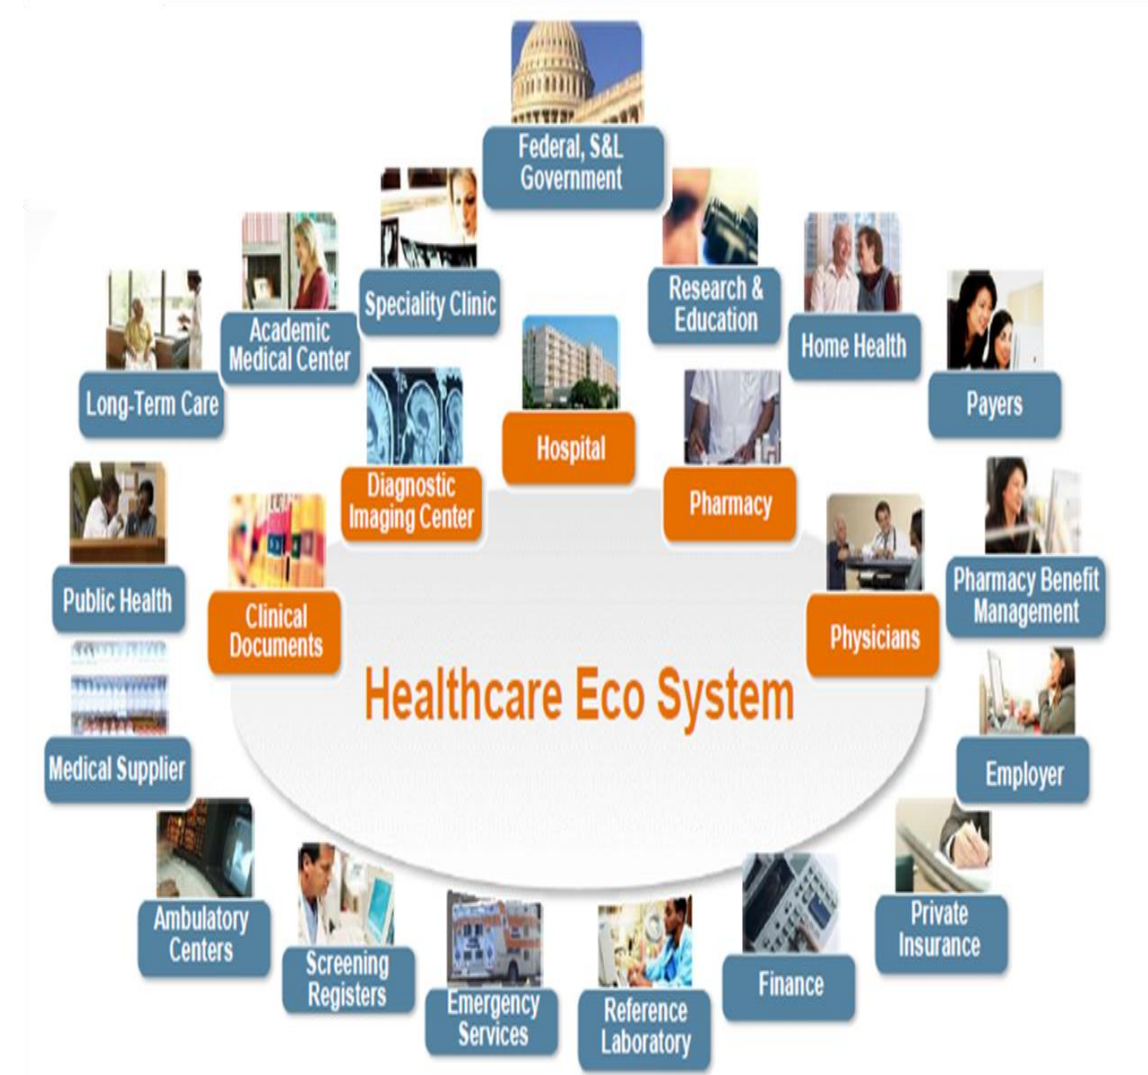 Federal, S&L
Government
Speciality Clinic
Research &
Education
Academic
Medical Center
Home Health
Long-Term Care
Payers
Hospital
Diagnostic
Imaging Center
Pharmacy
Public Health
Clinical
Documents
Physicians
Pharmacy Benefit
Management
Healthcare Eco System
Medical Supplier
Employer
Ambulatory
Centers
Screening
Registers
Emergency
Services
Reference
Laboratory
Finance
Private
Insurance